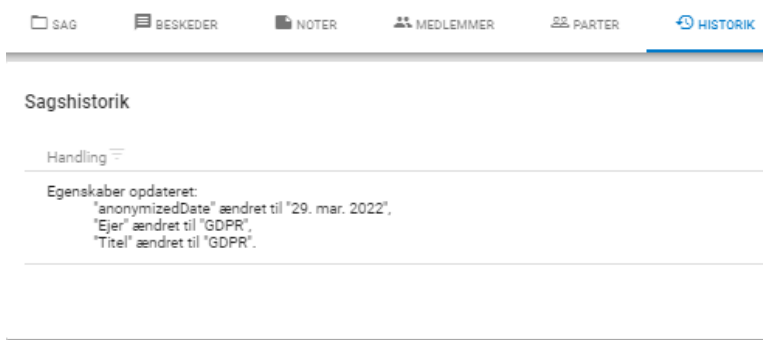 SAG BESKEDER NOTER MEDLEMMER PARTER HISTORIK
Sagshistorik
Handling
Egenskaber opdateret:
"anonymizedDate" ændret til "29. mar. 2022",
"Ejer" ændret til "GDPR",
"Titel" ændret til "GDPR".